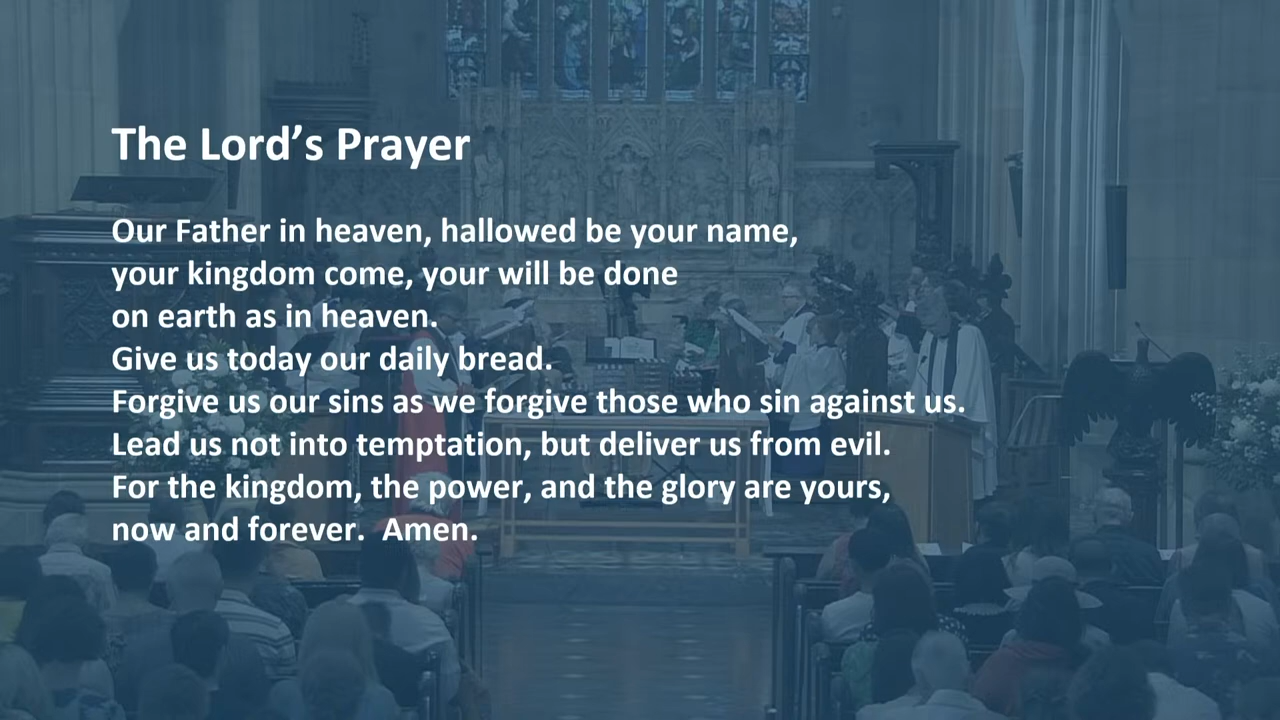 The Lord’s Prayer
Our Father in heaven, hallowed be your name,
your kingdom come, your will be done
on earth as in heaven.
Give us today our daily bread.
Forgive us our sins as we forgive those who sin against us.
Lead us not into temptation, but deliver us from evil.
For the kingdom, the power, and the glory are yours,
now and forever.  Amen.